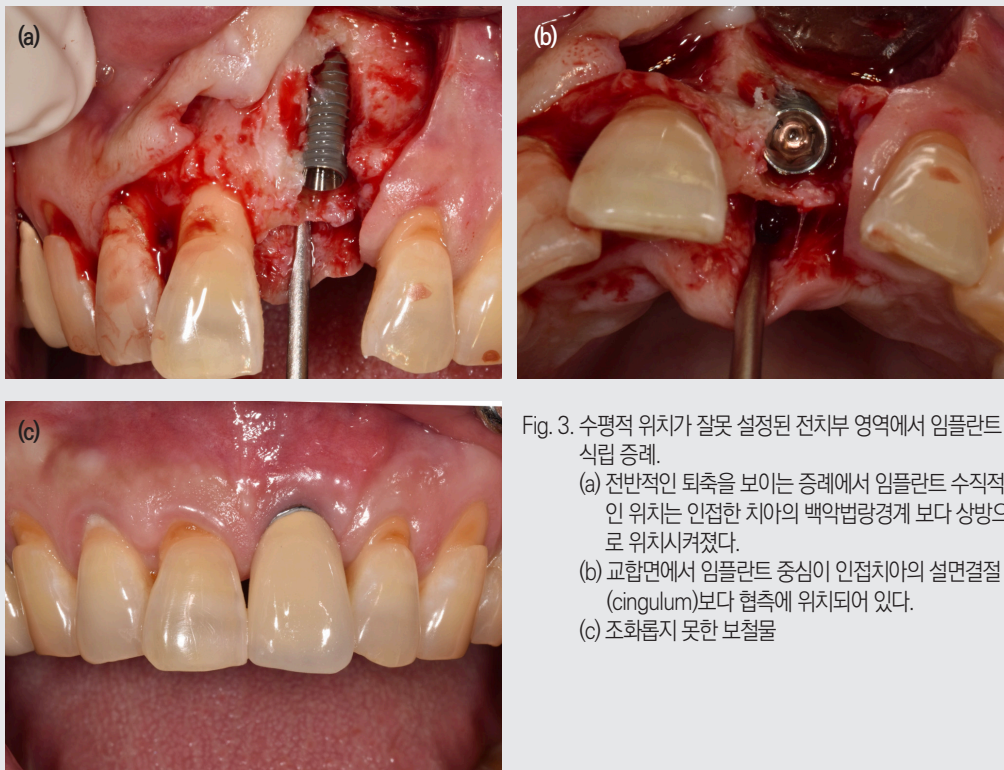 (a)
(b)
(c)
Fig. 3. 수평적 위치가 잘못 설정된 전치부 영역에서 임플란트
식립 증례.
(a) 전반적인 퇴축을 보이는 증례에서 임플란트 수직적
인 위치는 인접한 치아의 백악법랑경계 보다 상방으
로 위치시켜졌다.
(b) 교합면에서 임플란트 중심이 인접치아의 설면결절
(cingulum)보다 협측에 위치되어 있다.
(c) 조화롭지 못한 보철물